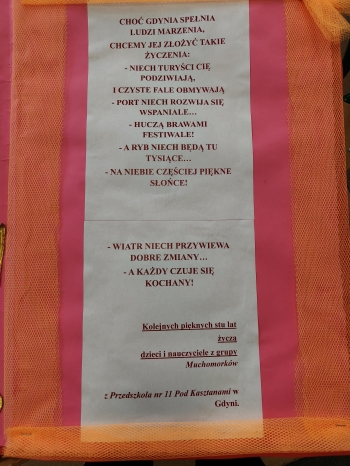 CHOĆ GDYNIA SPEŁNIA
LUDZI MARZENIA,
CHCEMY JEJ ZŁOŻYĆ TAKIE
ŻYCZENIA:
- NIECH TURYŚCI CIĘ
PODZIWIAJĄ,
I CZYSTE FALE OBMYWAJĄ
- PORT NIECH ROZWIJA SIĘ
WSPANIALE...
- HUCZĄ BRAWAMI
FESTIWALE!
- A RYB NIECH BĘDĄ TU
TYSIĄCE...
- NA NIEBIE CZĘŚCIEJ PIĘKNE
SŁOŃCE!
- WIATR NIECH PRZYWIEWA
DOBRE ZMIANY...
- A KAŻDY CZUJE SIĘ
KOCHANY!
Kolejnych pięknych stu lat
życzą
dzieci i nauczyciele z grupy
Muchomorków
z Przedszkola nr 11 Pod Kasztanami w
Gdyni.